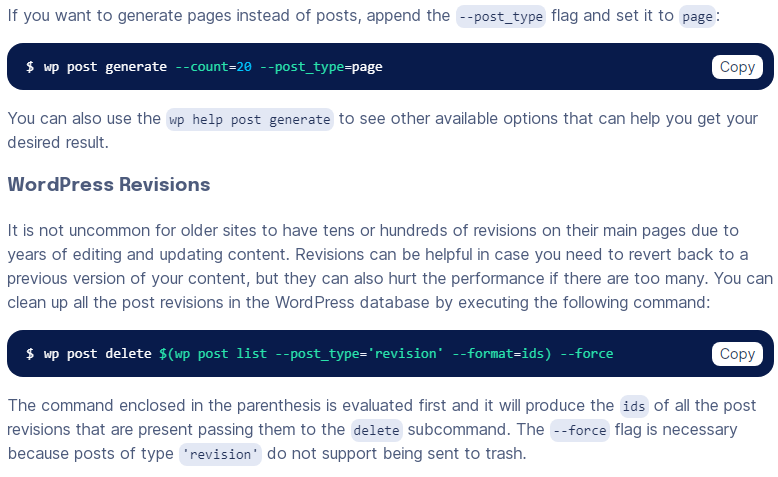 If you want to generate pages instead of posts, append the --post_type flag and set it to page:
$ wp post generate --count=20 --post_type=page
Copy
You can also use the wp help post generate to see other available options that can help you get your
desired result.
WordPress Revisions
It is not uncommon for older sites to have tens or hundreds of revisions on their main pages due to
years of editing and updating content. Revisions can be helpful in case you need to revert back to a
previous version of your content, but they can also hurt the performance if there are too many. You can
clean up all the post revisions in the WordPress database by executing the following command:
$ wp post delete $(wp post list --post_type='revision' --format=ids) --force
Copy
The command enclosed in the parenthesis is evaluated first and it will produce the ids of all the post
revisions that are present passing them to the delete subcommand. The --force flag is necessary
because posts of type 'revision' do not support being sent to trash.